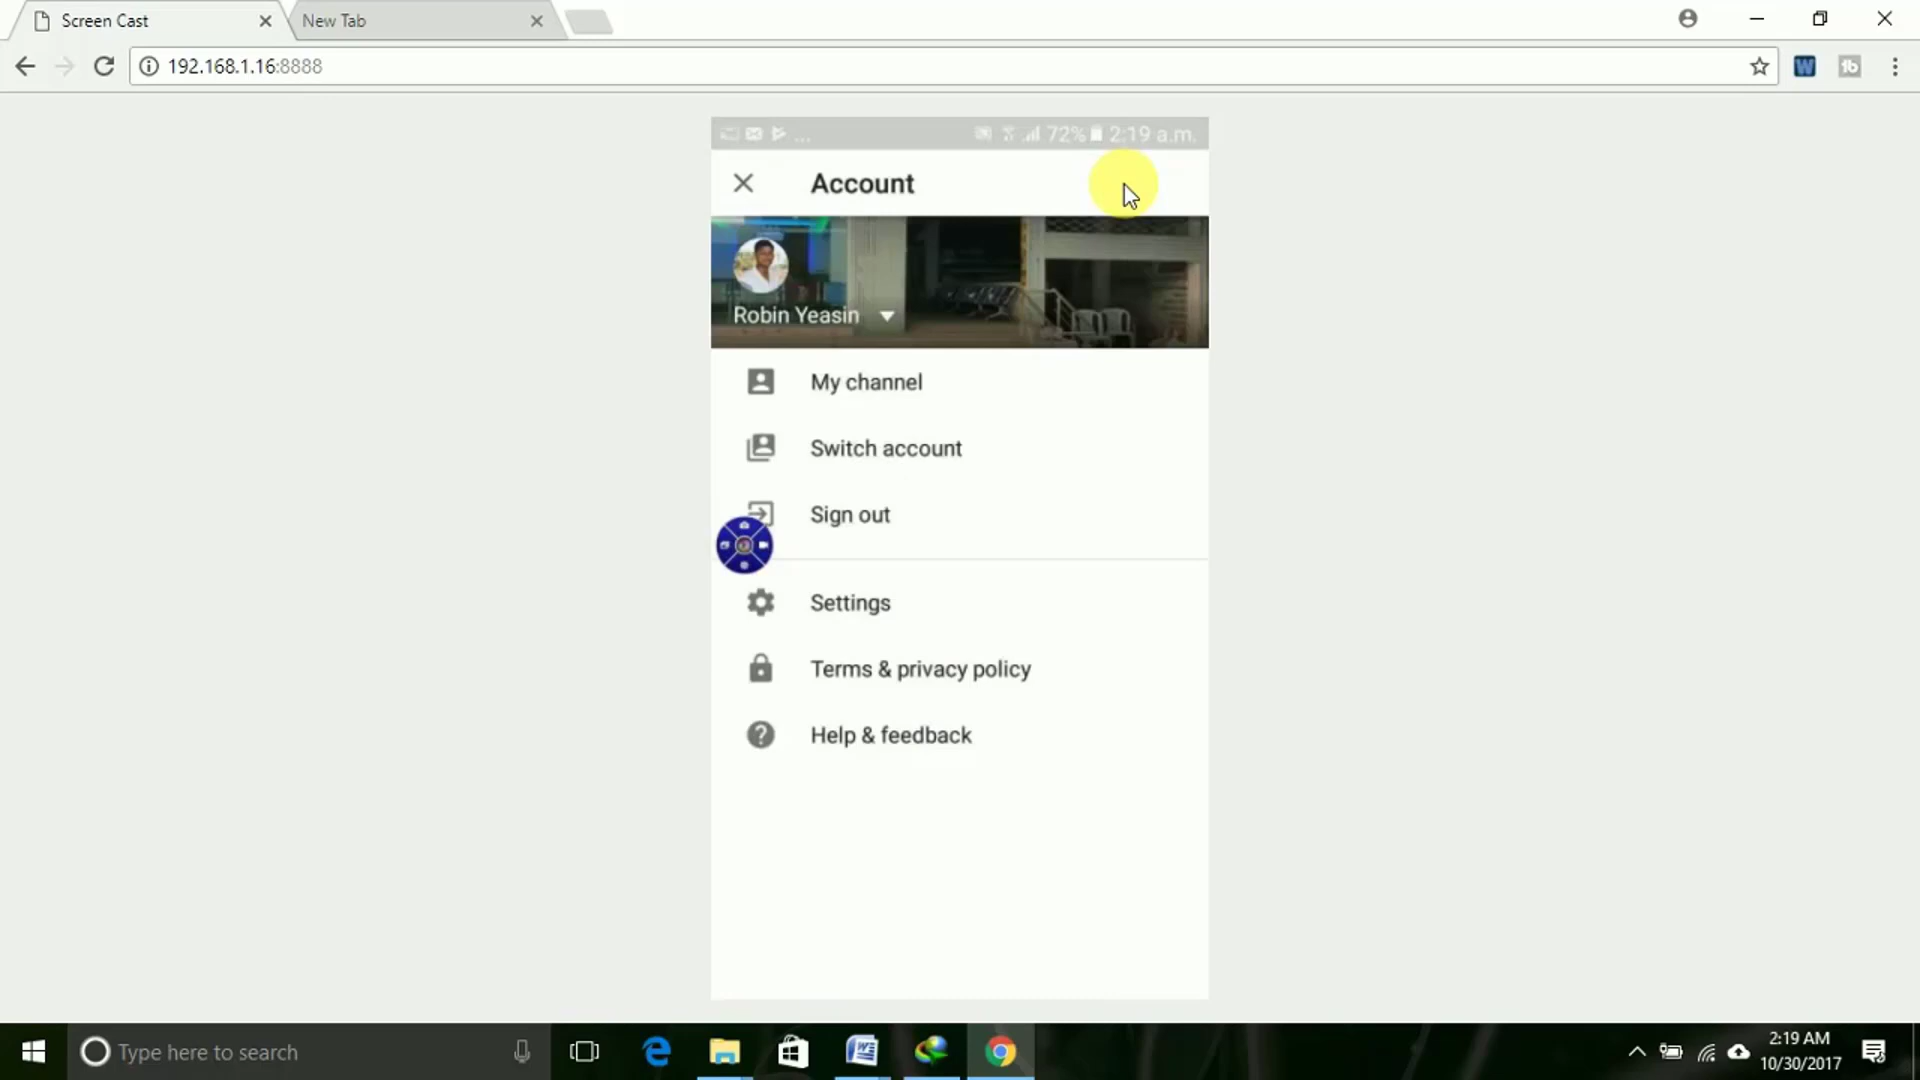 Screen Cast
New Tab
192.168.1.16:8888
... 72% 2:19 a.m.
Account
Robin Yeasin
My channel
Switch account
Sign out
Settings
Terms & privacy policy
Help & feedback
Type here to search
2:19 AM
10/30/2017